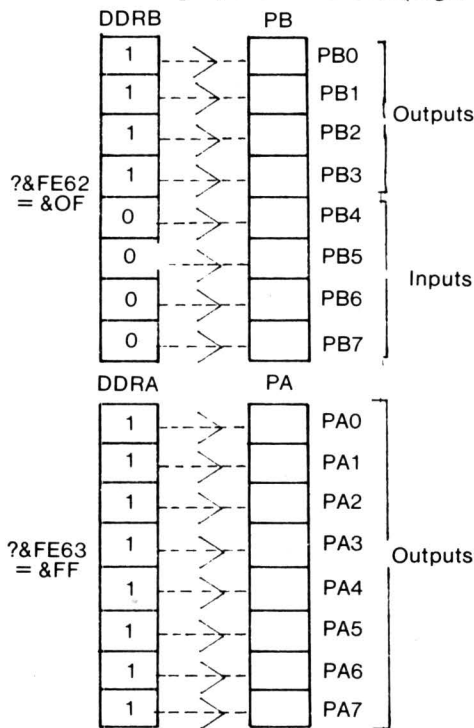 DDRB PB
1 PB0
1 PB1
1 PB2
Outputs
1 PB3
?&FE62
= &OF
0 PB4
0 PB5
Inputs
0 PB6
0 PB7
DDRA PA
1 PA0
1 PA1
1 PA2
1 PA3
?&FE63
= &FF
Outputs
1 PA4
1 PA5
1 PA6
1 PA7